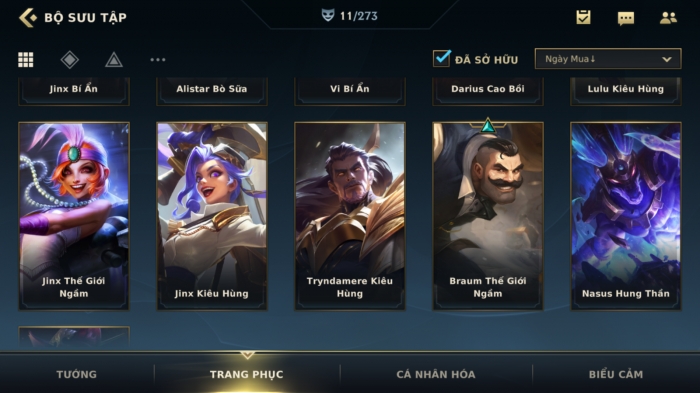 BỘ SƯU TẬP
11/273
ĐÃ SỞ HỮU
Ngày Mua↓
Jinx Bí Ẩn
Alistar Bò Sữa
Vi Bí Ẩn
Darius Cao Bồi
Lulu Kiêu Hùng
Jinx Thế Giới
Ngầm
Jinx Kiêu Hùng
Tryndamere Kiêu
Hùng
Braum Thế Giới
Ngầm
Nasus Hung Thần
TƯỚNG
TRANG PHỤC
CÁ NHÂN HÓA
BIỂU CẢM